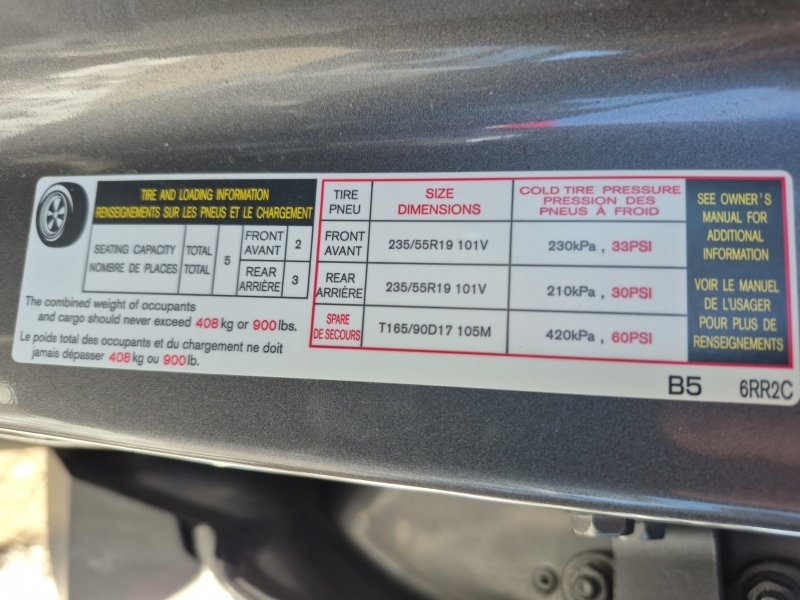 TIRE AND LOADING INFORMATION
RENSEIGNEMENTS SUR LES PNEUS ET LE CHARGEMENT
SEATING CAPACITY
NOMBRE DE PLACES
TOTAL
TOTAL
5
FRONT
AVANT
2
REAR
ARRIÈRE
3
The combined weight of occupants
and cargo should never exceed 408 kg or 900 lbs.
Le poids total des occupants et du chargement ne doit
jamais dépasser 408 kg ou 900 lb.
TIRE
PNEU
SIZE
DIMENSIONS
COLD TIRE PRESSURE
PRESSION DES
PNEUS À FROID
FRONT
AVANT
235/55R19 101V
230kPa , 33PSI
REAR
ARRIÈRE
235/55R19 101V
210kPa , 30PSI
SPARE
DE SECOURS
T165/90D17 105M
420kPa , 60PSI
SEE OWNER'S
MANUAL FOR
ADDITIONAL
INFORMATION
VOIR LE MANUEL
DE L'USAGER
POUR PLUS DE
RENSEIGNEMENTS
B5 6RR2C